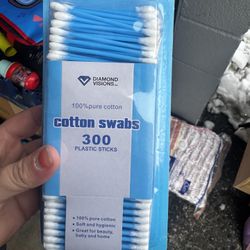 DIAMOND
VISIONS
100% pure cotton
cotton swabs
300
PLASTIC STICKS
• 100% pure cotton
• Soft and hygienic
• Great for beauty,
baby and home